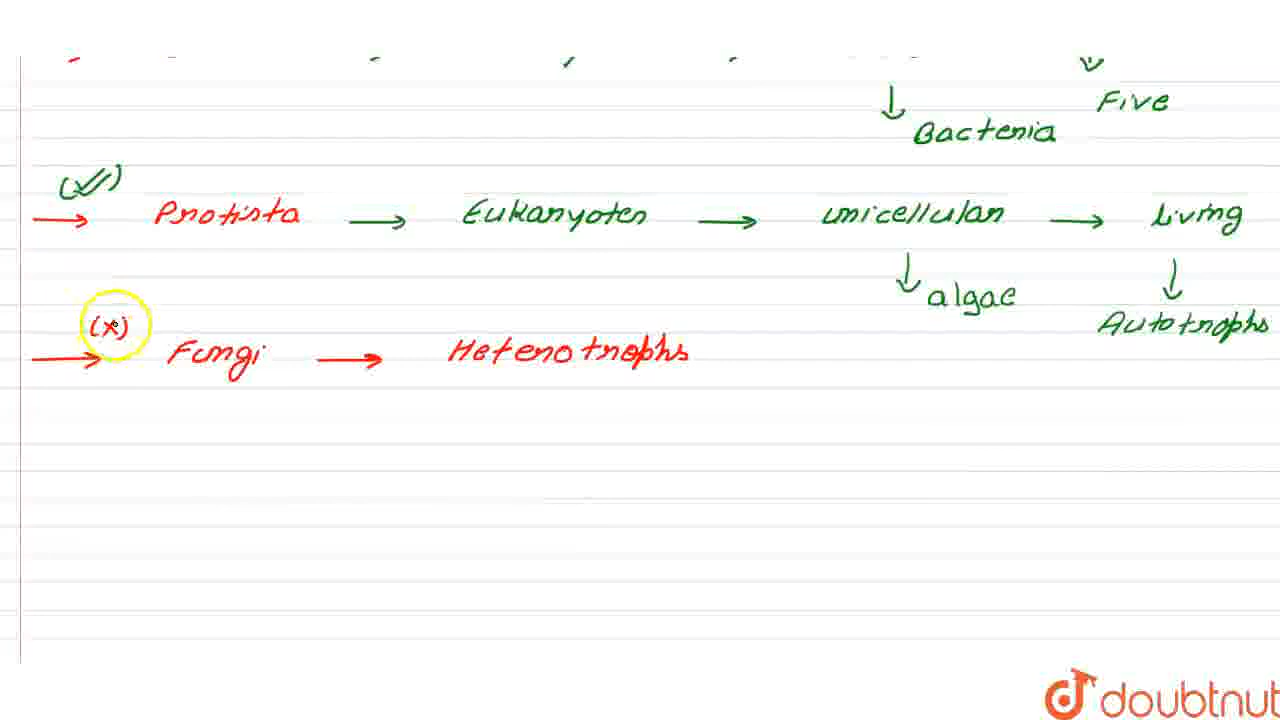 Five
Bacteria
(✓✓)
→ Protista → Eukaryotes → unicellular → living
↓ algae ↓
Autotrophs
(x)
→ Fungi → Heterotrophs
doubtnut